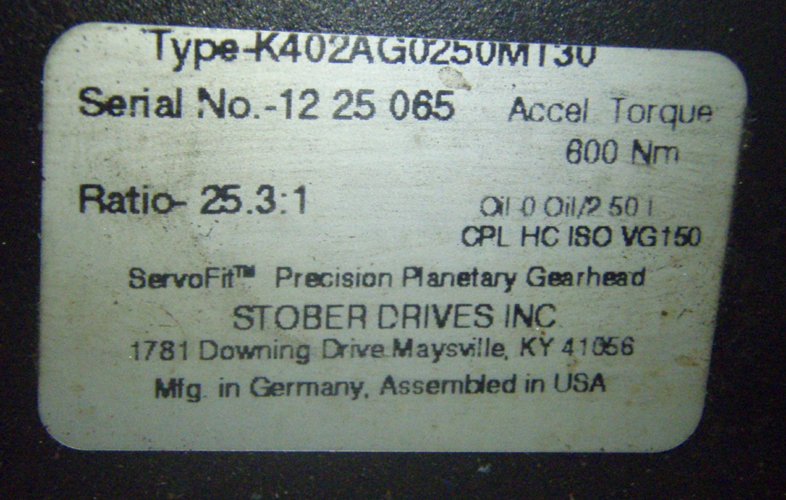 Type-K402AG0250MT30
Serial No.-12 25 065
Accel Torque
600 Nm
Ratio- 25.3:1
Oil 0 Oil/2 50 l
CPL HC ISO VG150
ServoFit™ Precision Planetary Gearhead
STOBER DRIVES INC
1781 Downing Drive Maysville, KY 41056
Mfg. in Germany, Assembled in USA